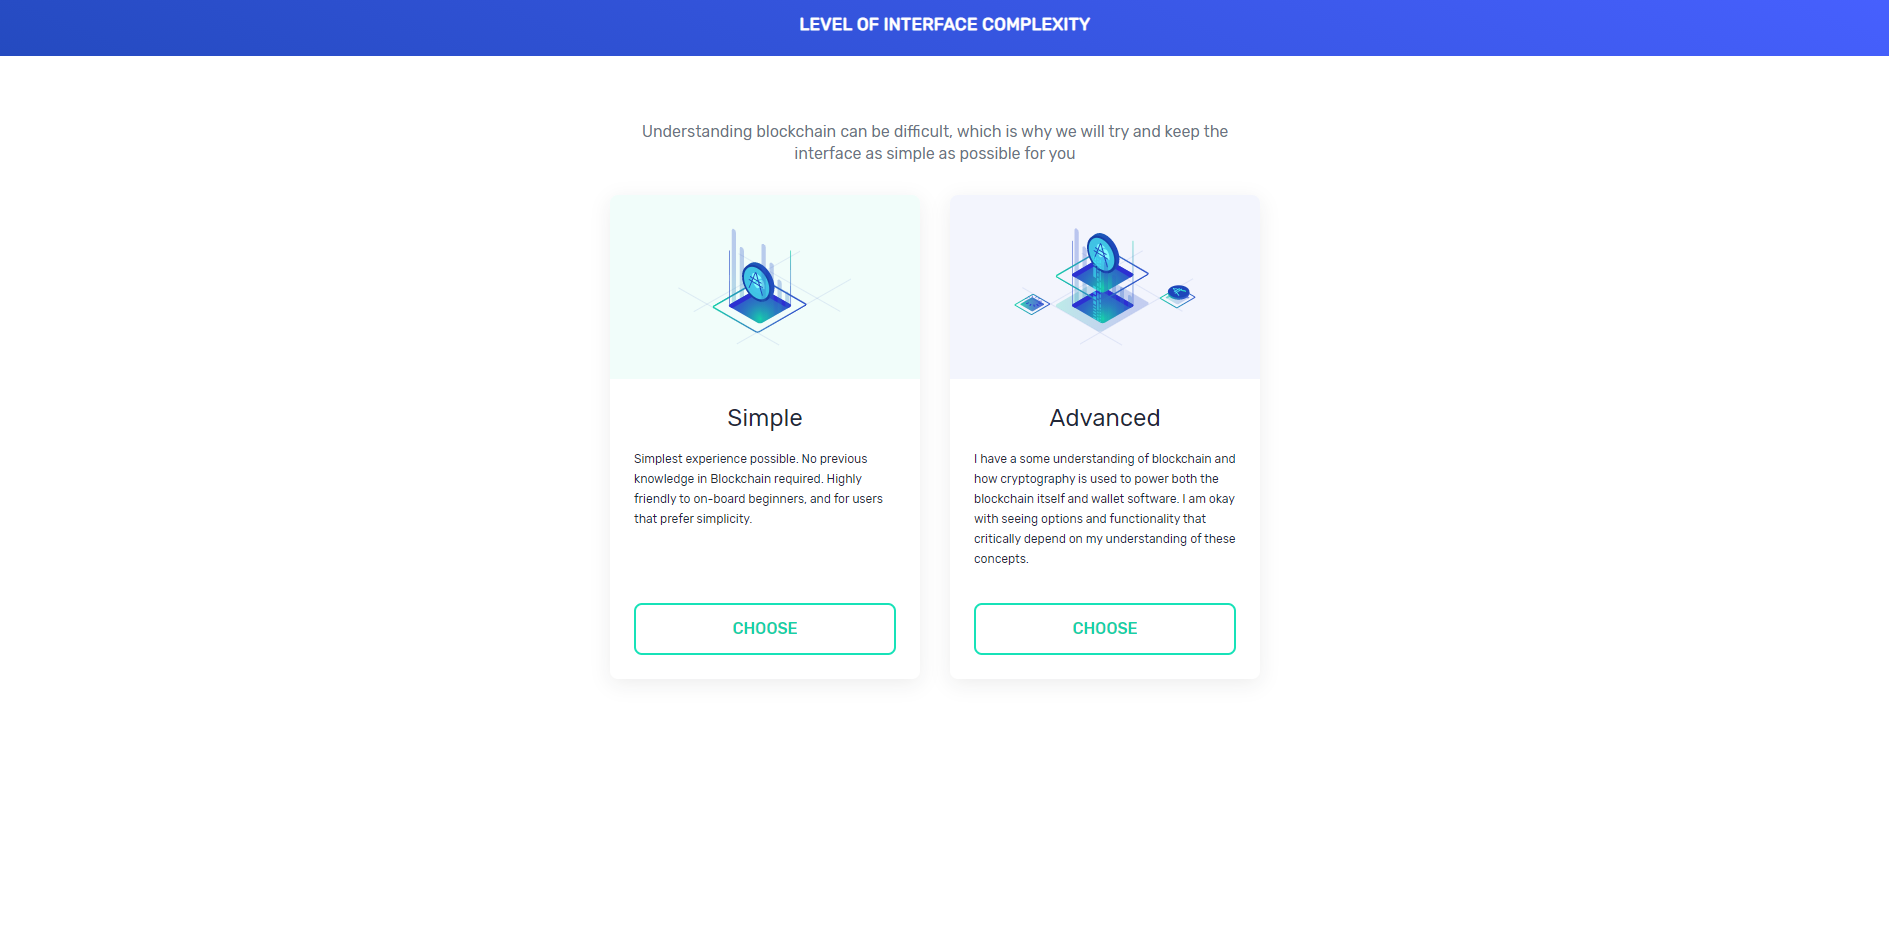 LEVEL OF INTERFACE COMPLEXITY
Understanding blockchain can be difficult, which is why we will try and keep the
interface as simple as possible for you
Simple
Simplest experience possible. No previous
knowledge in Blockchain required. Highly
friendly to on-board beginners, and for users
that prefer simplicity.
CHOOSE
Advanced
I have a some understanding of blockchain and
how cryptography is used to power both the
blockchain itself and wallet software. I am okay
with seeing options and functionality that
critically depend on my understanding of these
concepts.
CHOOSE